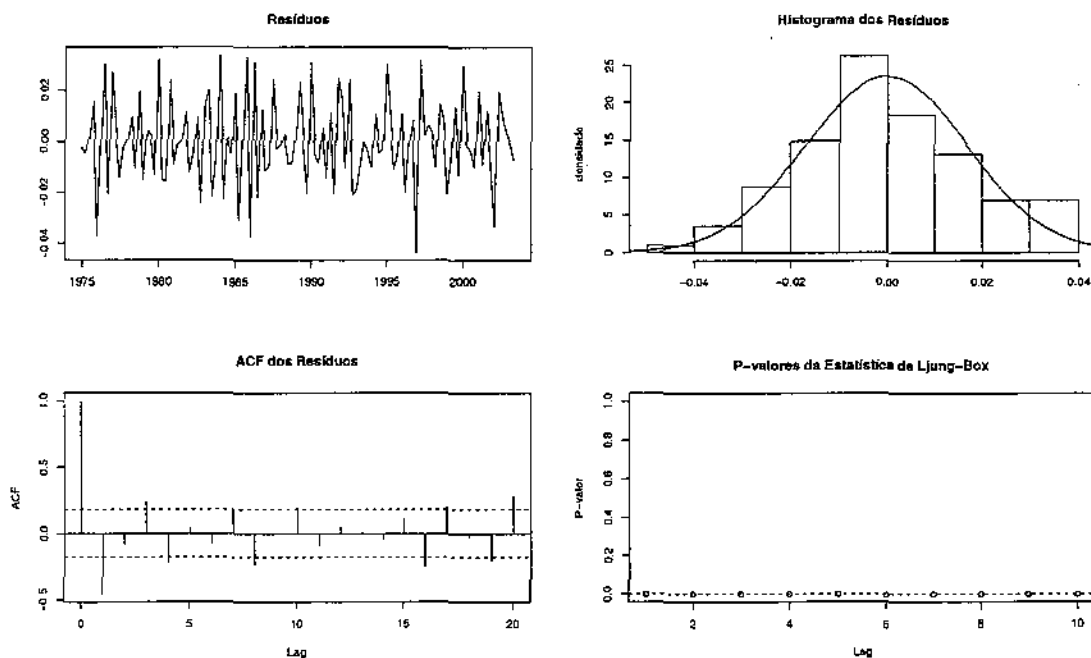 Resíduos
0.02
0.00
-0.02
-0.04
1975 1980 1985 1990 1995 2000
Histograma dos Resíduos
densidade
25
20
15
10
5
0
-0.04 -0.02 0.00 0.02 0.04
ACF dos Resíduos
ACF
1.0
0.5
0.0
-0.5
0 5 10 15 20
Lag
P-valores da Estatística de Ljung-Box
P-valor
1.0
0.8
0.6
0.4
0.2
0.0
2 4 6 8 10
Lag